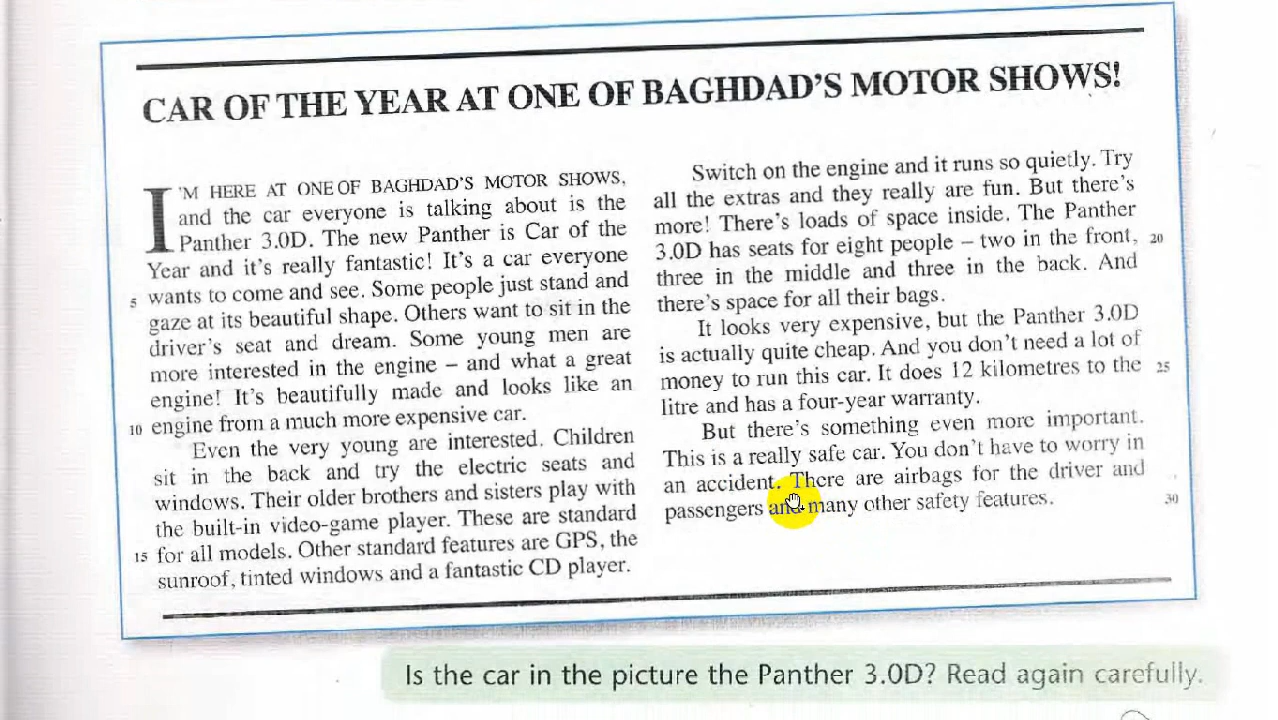 CAR OF THE YEAR AT ONE OF BAGHDAD'S MOTOR SHOWS!
I'M HERE AT ONE OF BAGHDAD'S MOTOR SHOWS,
and the car everyone is talking about is the
Panther 3.0D. The new Panther is Car of the
Year and it's really fantastic! It's a car everyone
5 wants to come and see. Some people just stand and
gaze at its beautiful shape. Others want to sit in the
driver's seat and dream. Some young men are
more interested in the engine – and what a great
engine! It's beautifully made and looks like an
10 engine from a much more expensive car.
Even the very young are interested. Children
sit in the back and try the electric seats and
windows. Their older brothers and sisters play with
the built-in video-game player. These are standard
15 for all models. Other standard features are GPS, the
sunroof, tinted windows and a fantastic CD player.
Switch on the engine and it runs so quietly. Try
all the extras and they really are fun. But there's
more! There's loads of space inside. The Panther
3.0D has seats for eight people – two in the front, 20
three in the middle and three in the back. And
there's space for all their bags.
It looks very expensive, but the Panther 3.0D
is actually quite cheap. And you don't need a lot of
money to run this car. It does 12 kilometres to the 25
litre and has a four-year warranty.
But there's something even more important.
This is a really safe car. You don't have to worry in
an accident. There are airbags for the driver and
passengers and many other safety features. 30
Is the car in the picture the Panther 3.0D? Read again carefully.